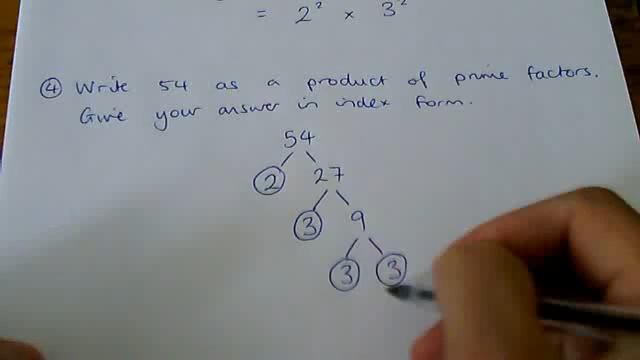 = 2² × 3²
④ Write 54 as a product of prime factors.
Give your answer in index form.
54
2 27
3 9
3 3